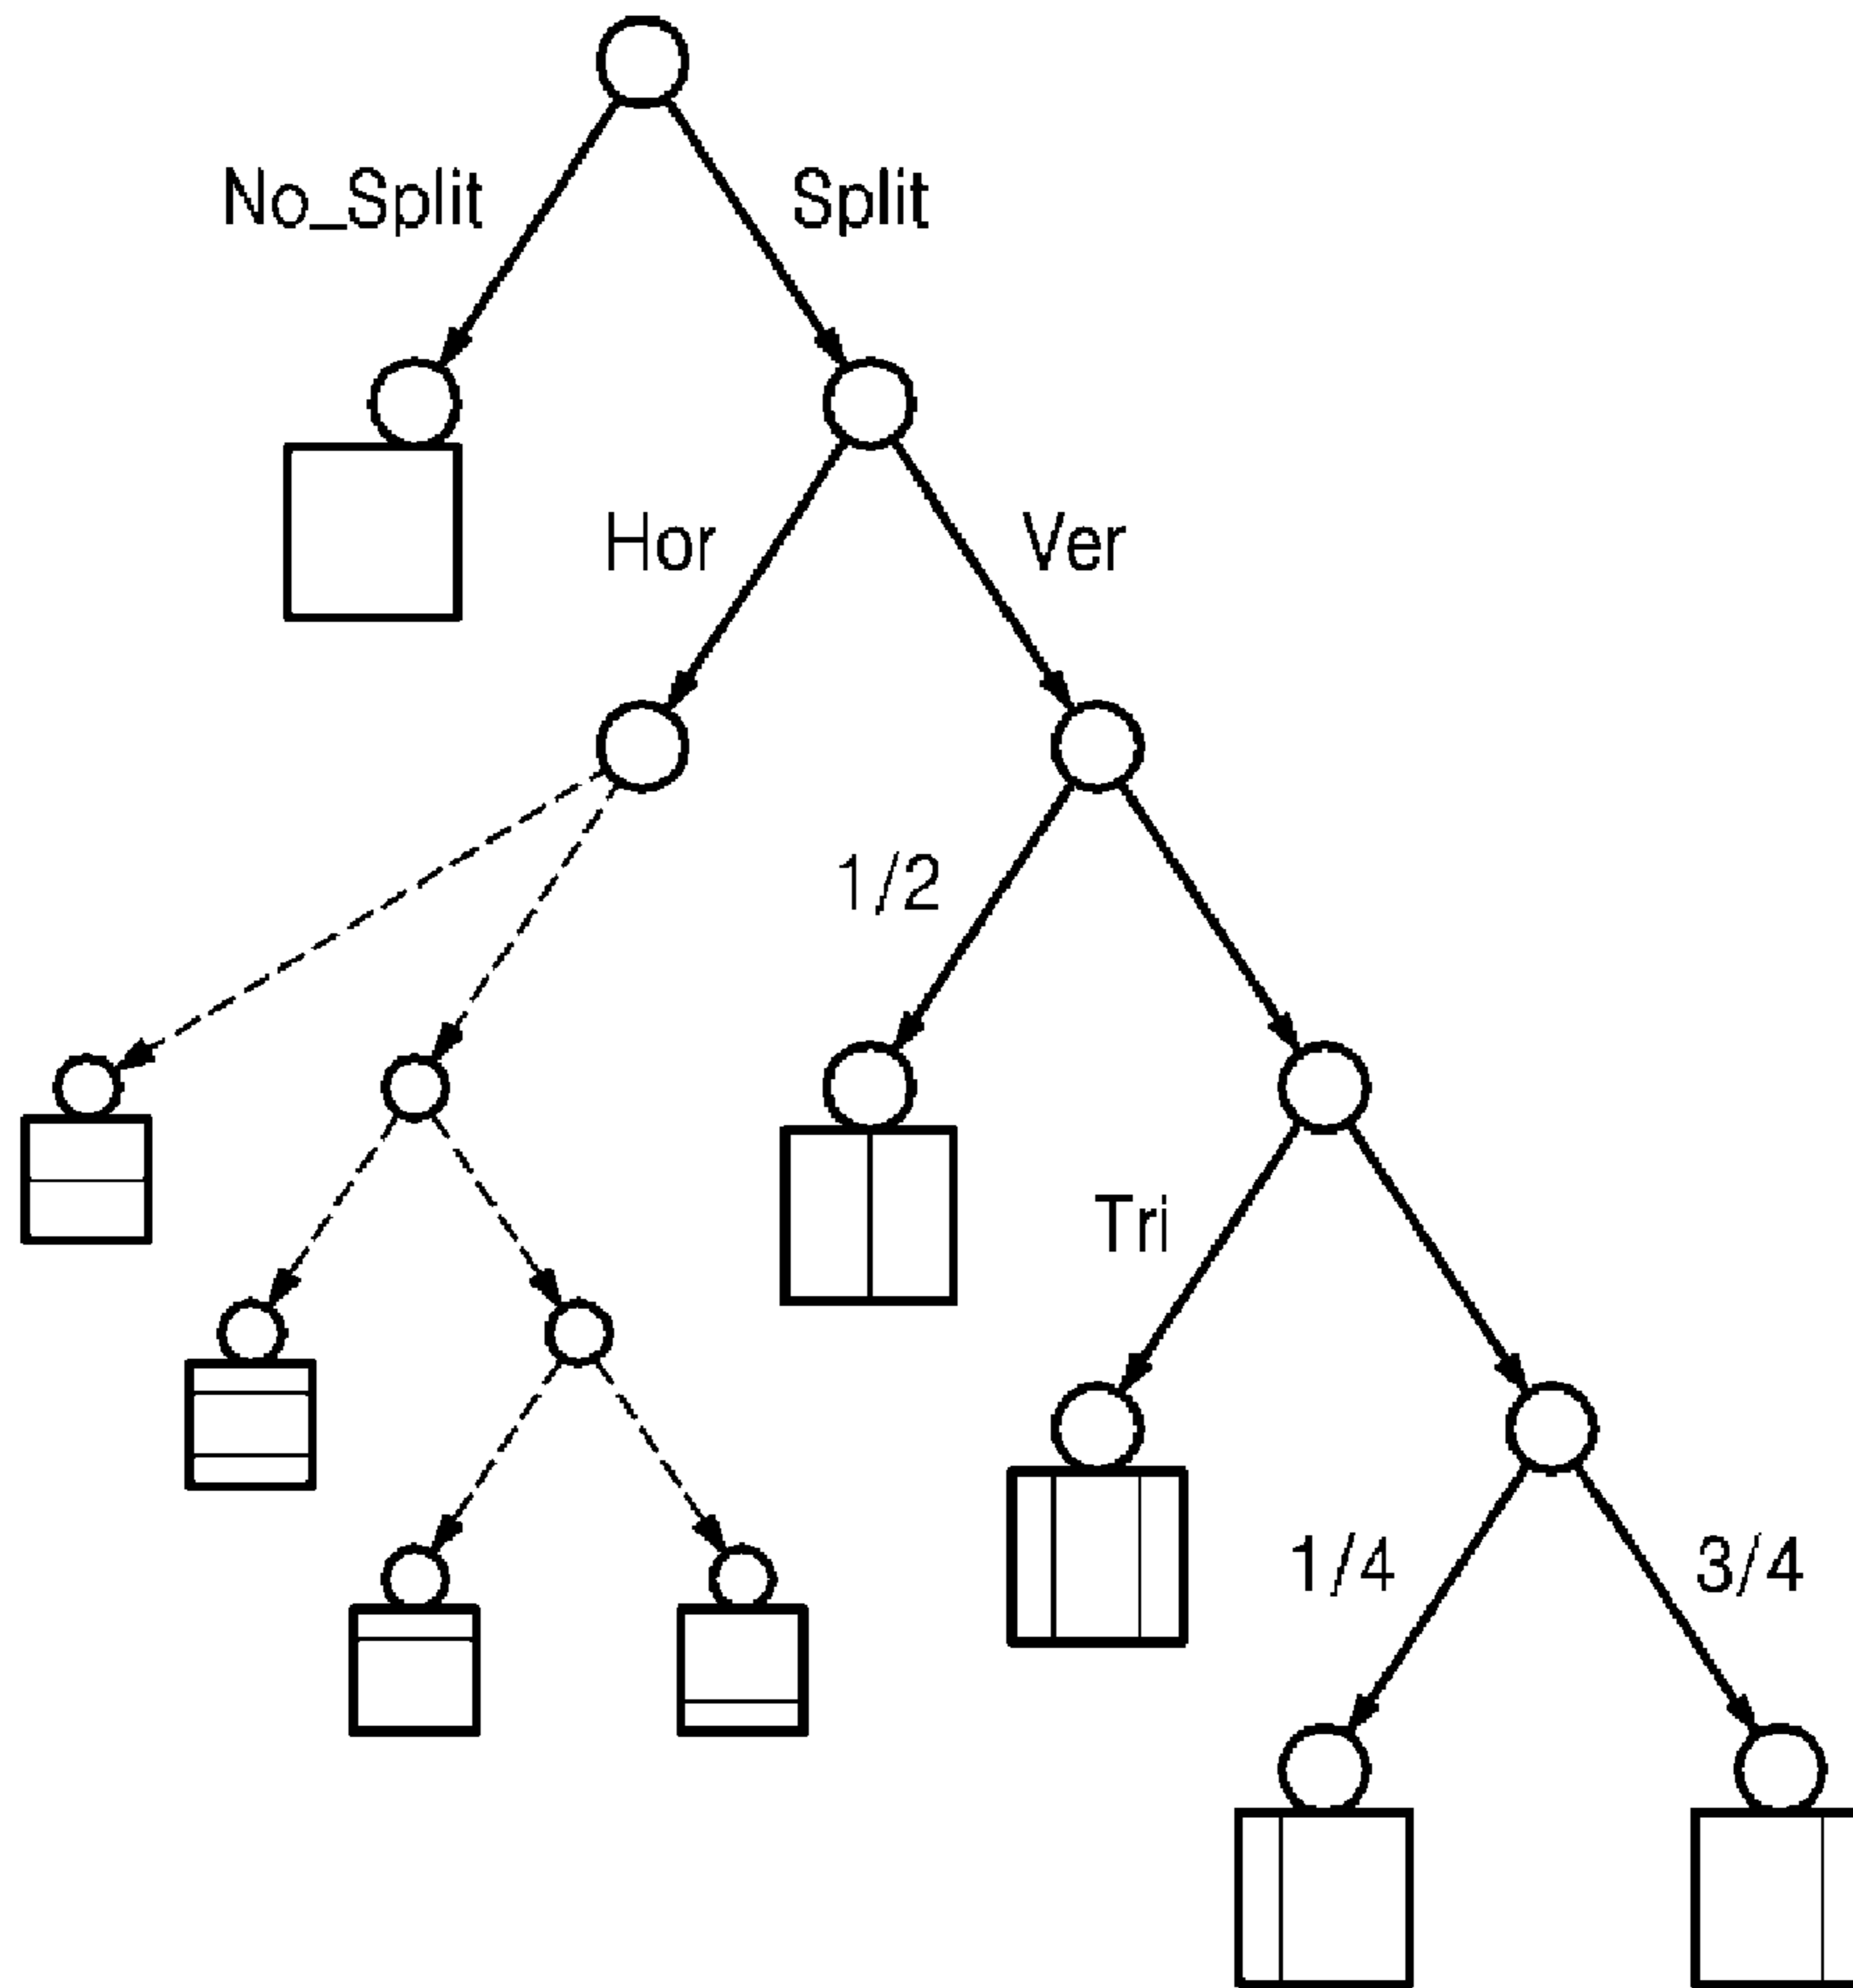 No_Split
Split
Hor
Ver
1/2
Tri
1/4
3/4